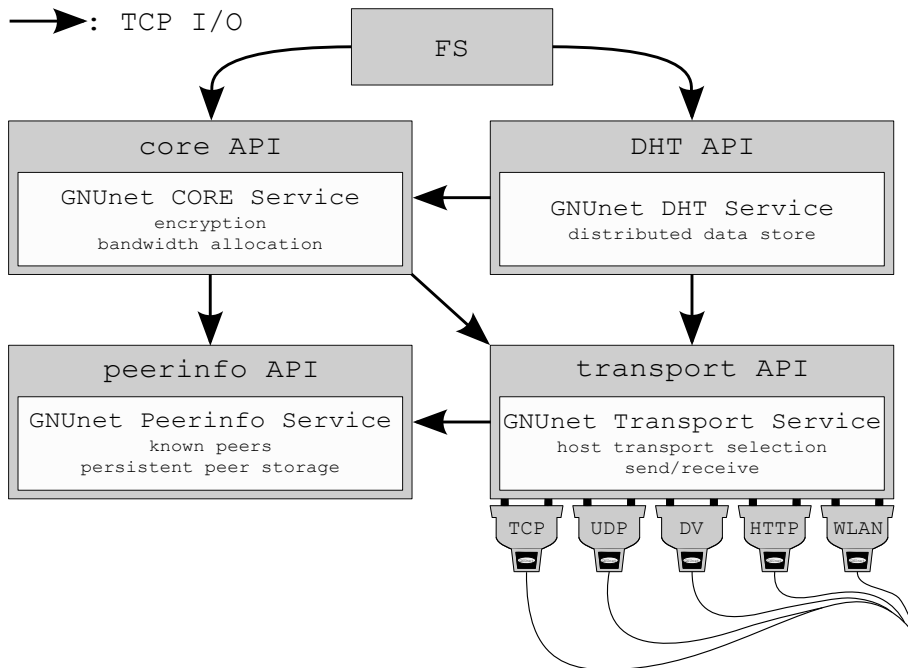 : TCP I/O
FS
core API
GNUnet CORE Service
encryption
bandwidth allocation
DHT API
GNUnet DHT Service
distributed data store
peerinfo API
GNUnet Peerinfo Service
known peers
persistent peer storage
transport API
GNUnet Transport Service
host transport selection
send/receive
TCP
UDP
DV
HTTP
WLAN